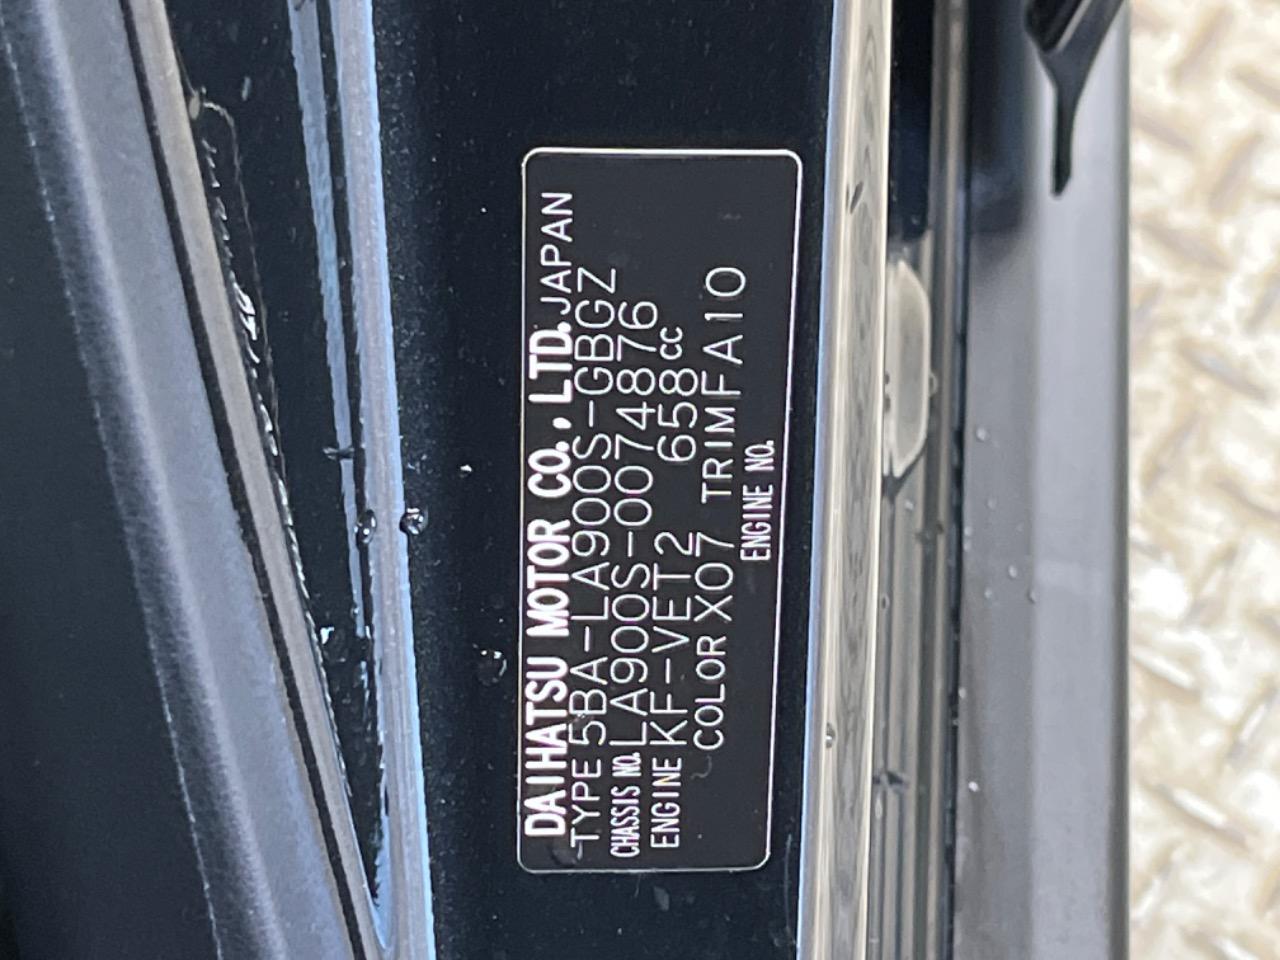 DAIHATSU MOTOR CO., LTD. JAPAN
TYPE 5BA-LA900S-GBGZ
CHASSIS NO. LA900S-0074876
ENGINE KF-VET2 658cc
COLOR X07 TRIM FA10
ENGINE NO.